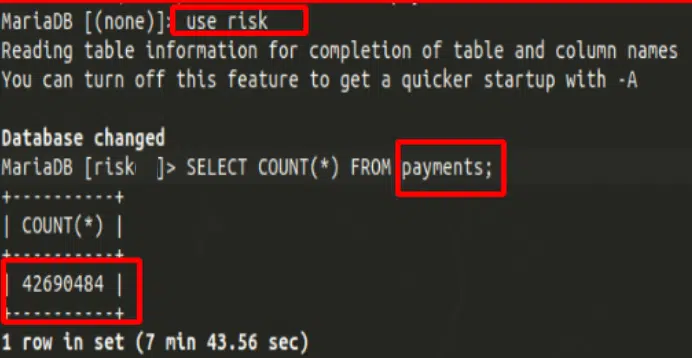 MariaDB [(none)]> use risk
Reading table information for completion of table and column names
You can turn off this feature to get a quicker startup with -A
Database changed
MariaDB [risk ]> SELECT COUNT(*) FROM payments;
+----------+
| COUNT(*) |
+----------+
| 42690484 |
+----------+
1 row in set (7 min 43.56 sec)